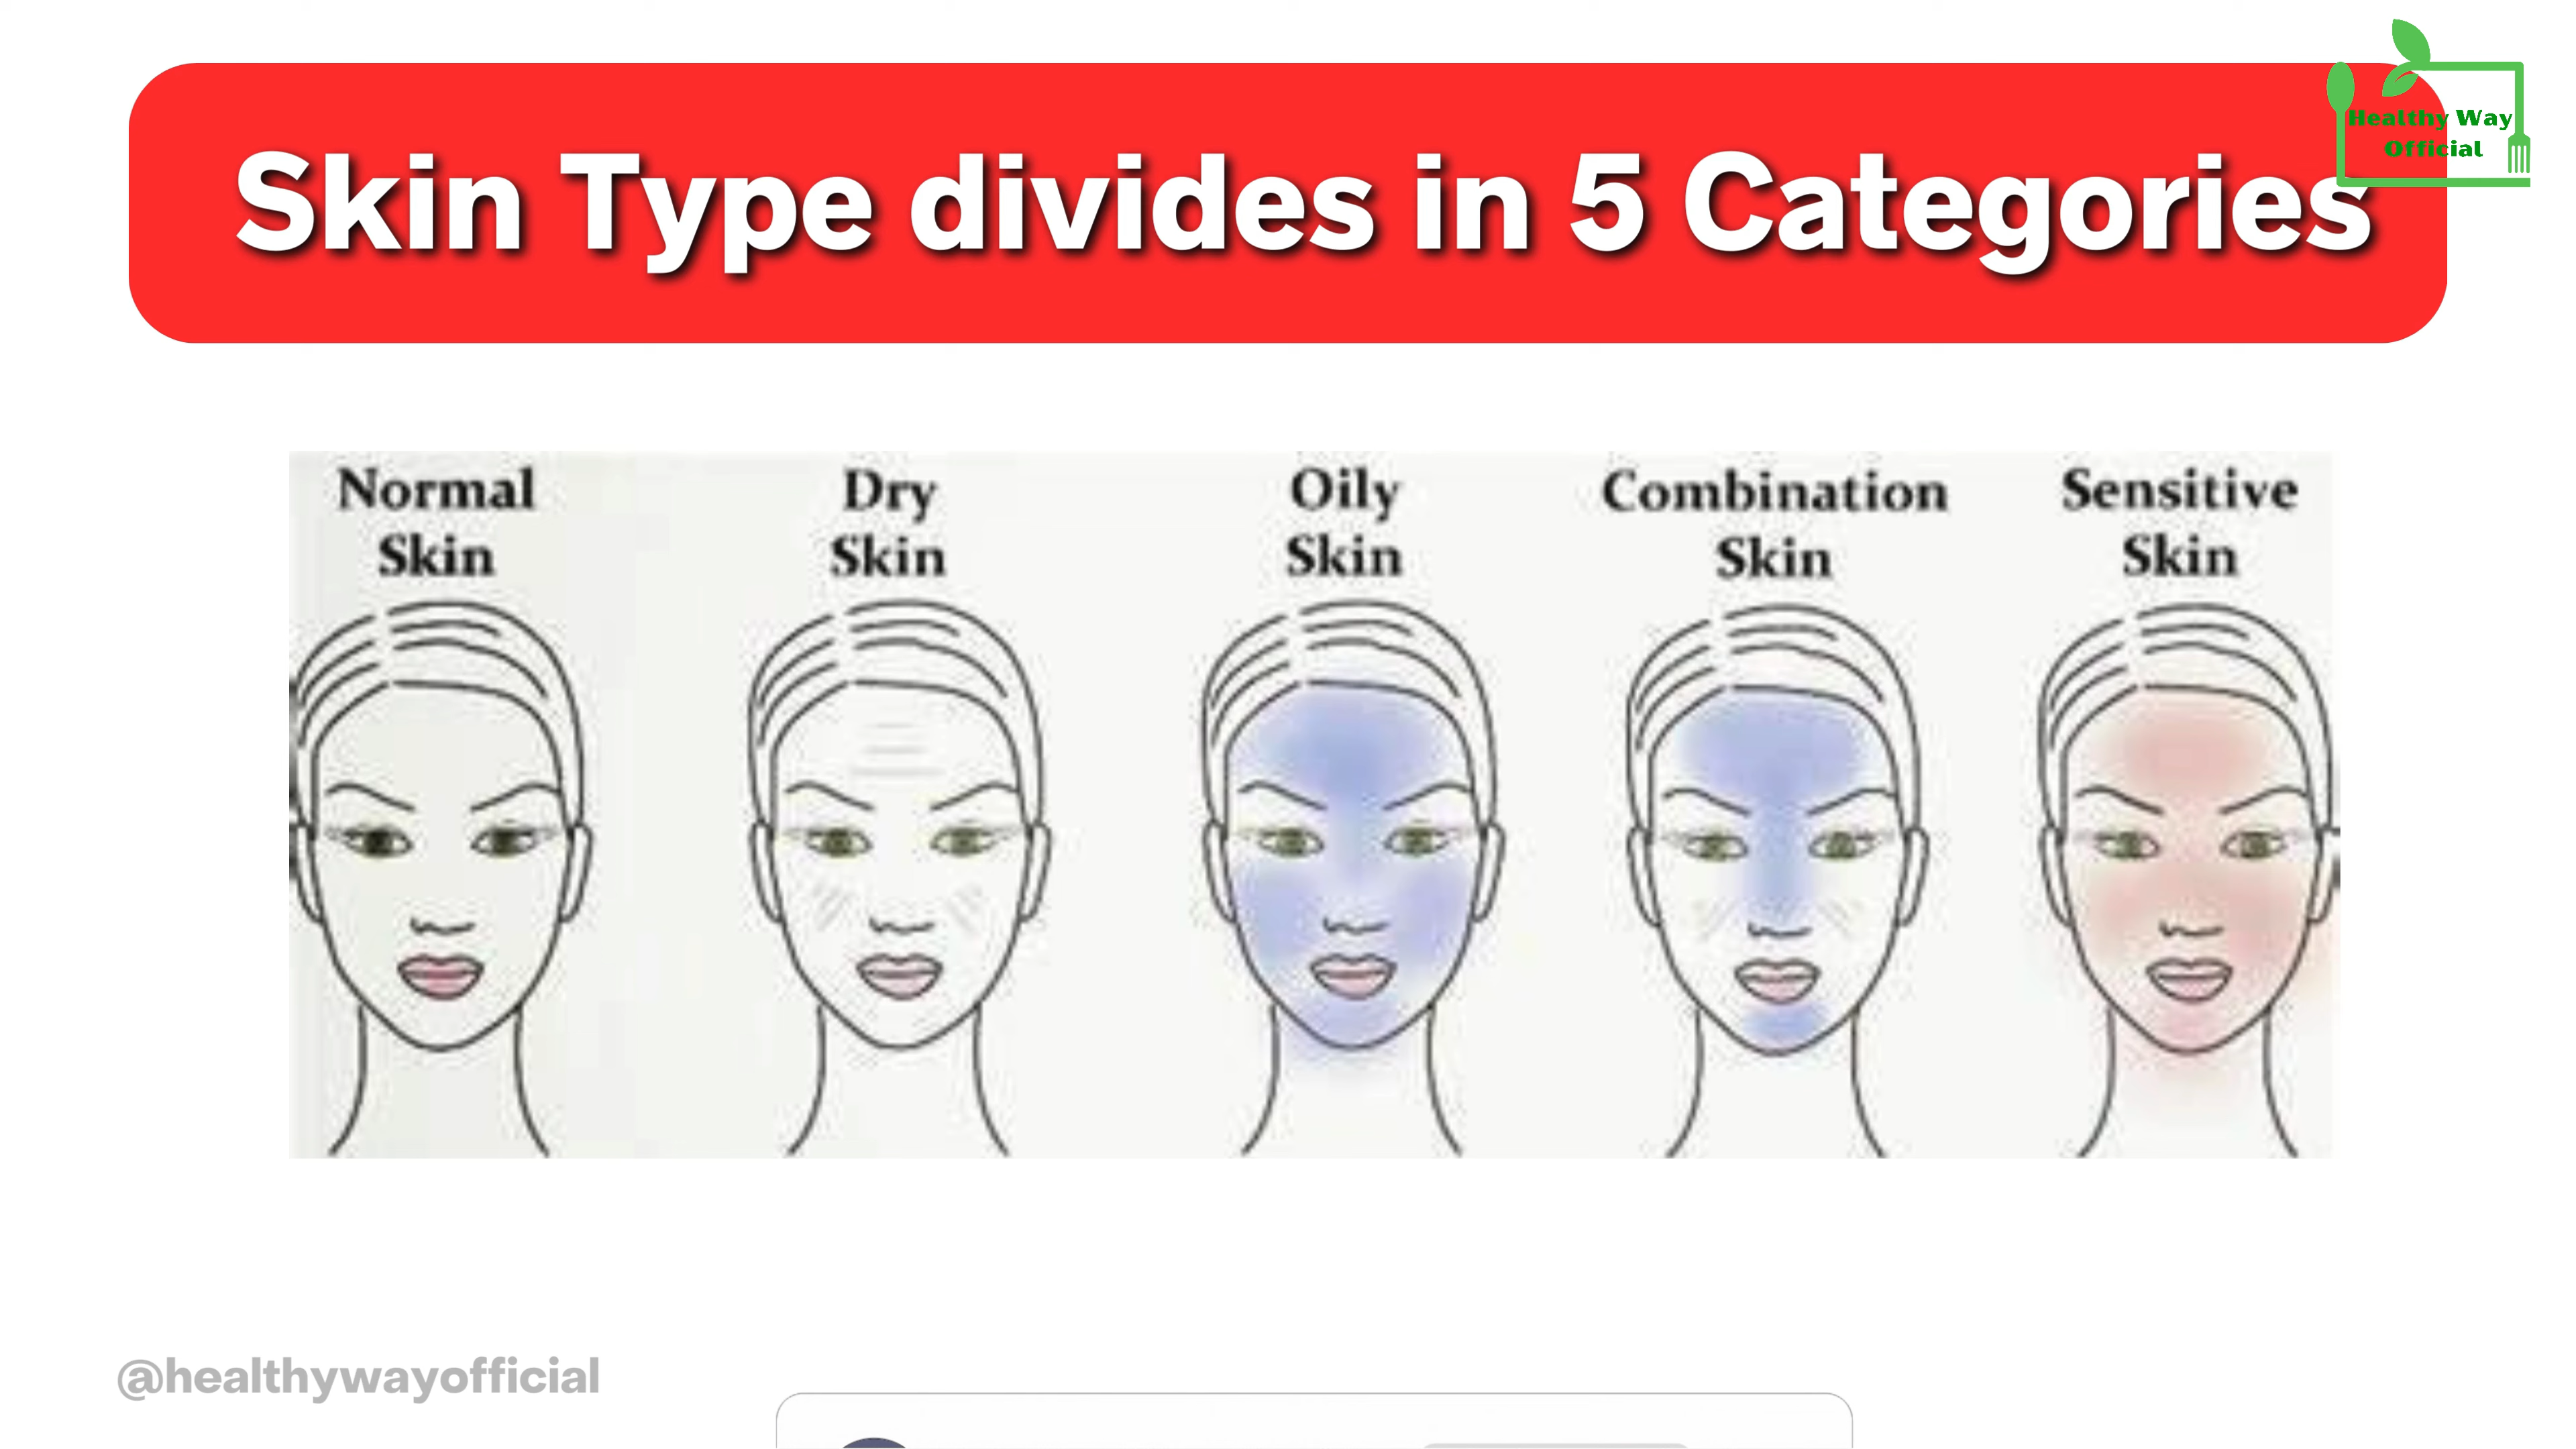 Healthy Way
Official
Skin Type divides in 5 Categories
Normal
Skin
Dry
Skin
Oily
Skin
Combination
Skin
Sensitive
Skin
@healthywayofficial